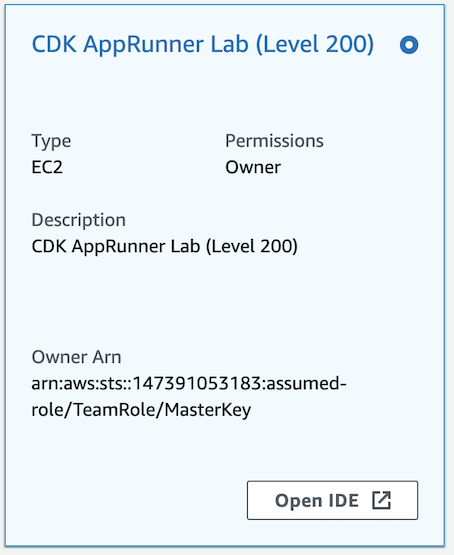 CDK AppRunner Lab (Level 200)
Type Permissions
EC2 Owner
Description
CDK AppRunner Lab (Level 200)
Owner Arn
arn:aws:sts::147391053183:assumed-
role/TeamRole/MasterKey
Open IDE